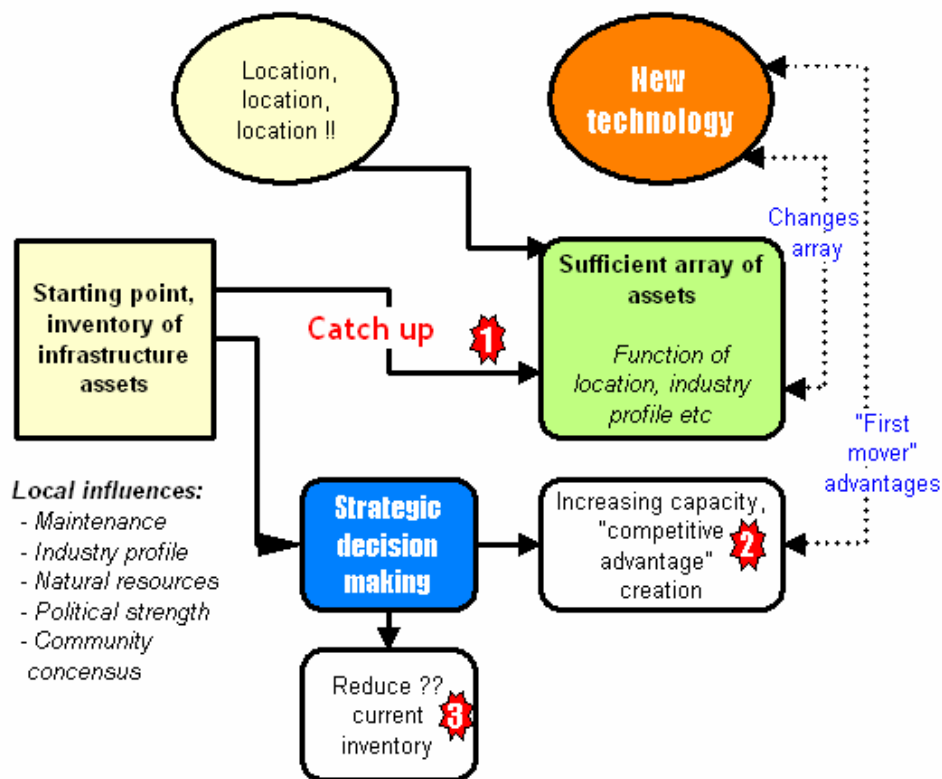 Location,
location,
location !!
New
technology
Changes
array
Starting point,
inventory of
infrastructure
assets
Catch up
1
Sufficient array of
assets
Function of
location, industry
profile etc
"First
mover"
advantages
Local influences:
- Maintenance
- Industry profile
- Natural resources
- Political strength
- Community
concensus
Strategic
decision
making
Increasing capacity,
"competitive
advantage"
creation
2
Reduce ??
current
inventory
3